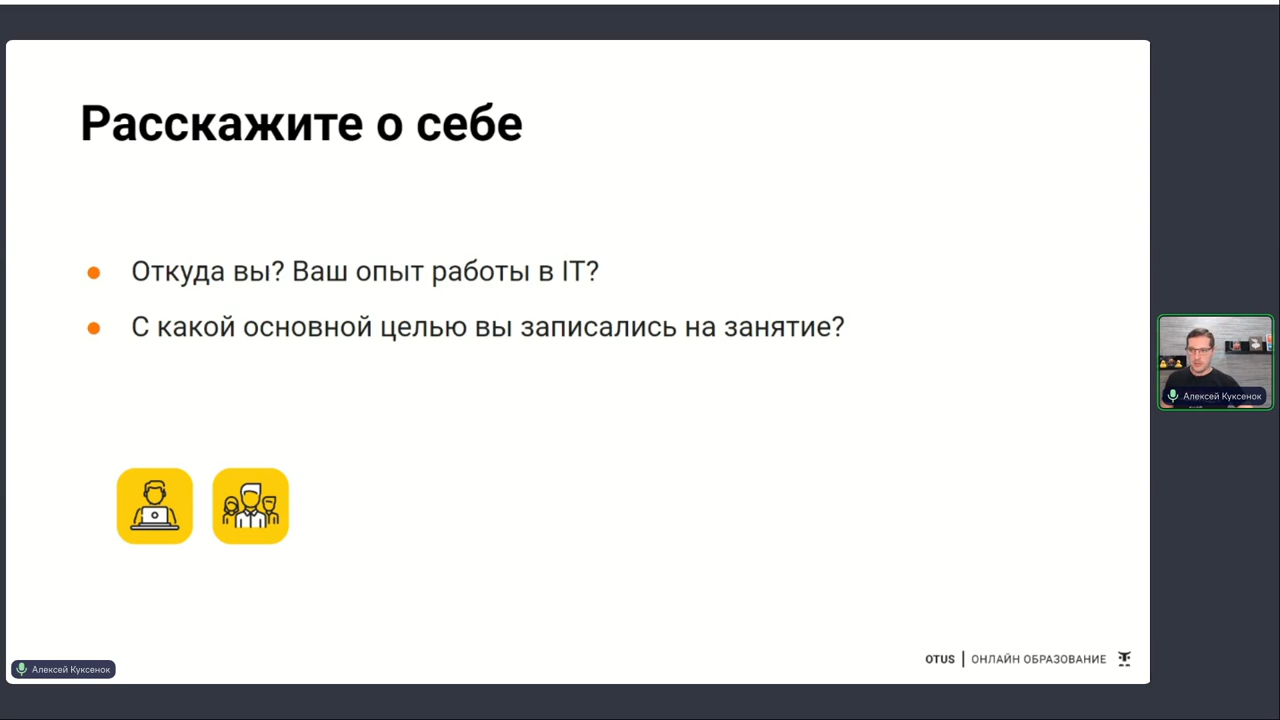 Расскажите о себе
Откуда вы? Ваш опыт работы в IT?
С какой основной целью вы записались на занятие?
Алексей Куксенок
Алексей Куксенок
OTUS | ОНЛАЙН ОБРАЗОВАНИЕ